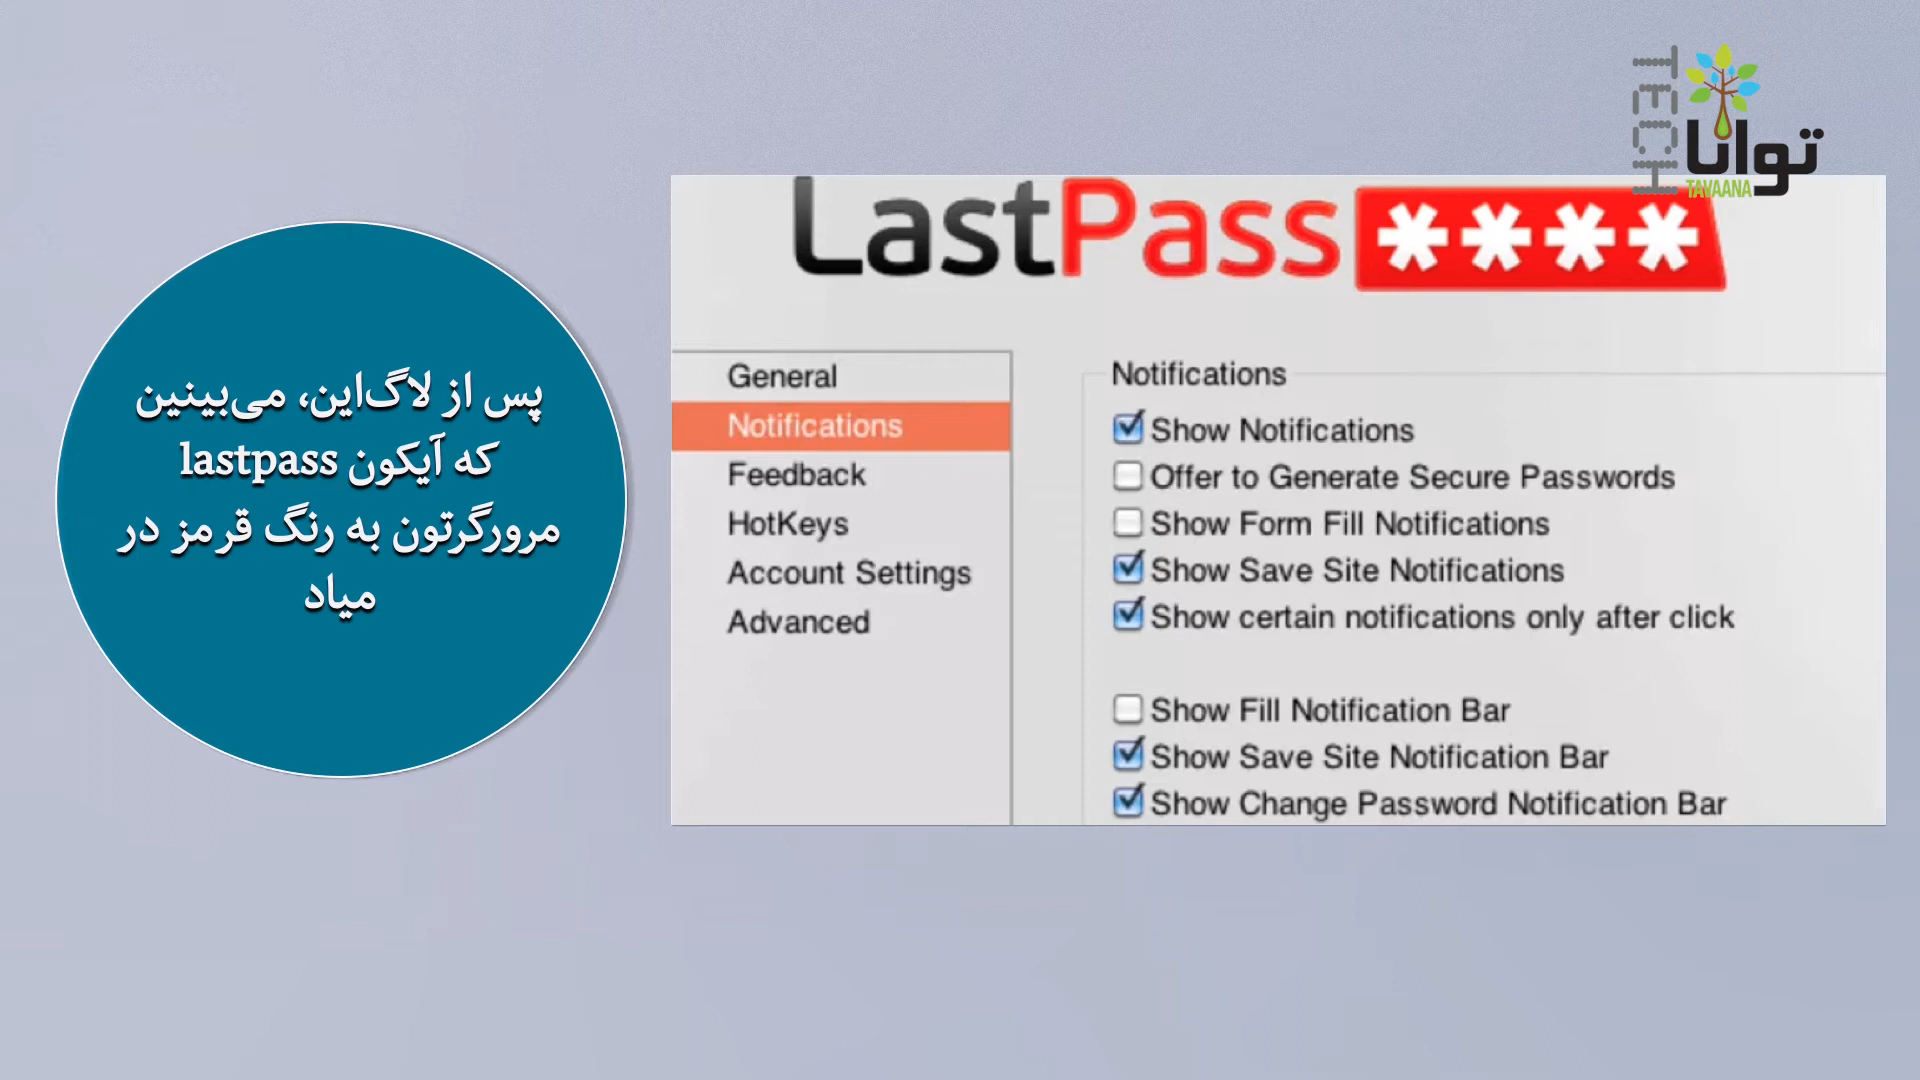 TECH
توانا
TAVAANA
پس از لاگ‌این، می‌بینین
که آیکون lastpass
مرورگرتون به رنگ قرمز در
میاد
LastPass ****
General
Notifications
Feedback
HotKeys
Account Settings
Advanced
Notifications
Show Notifications
Offer to Generate Secure Passwords
Show Form Fill Notifications
Show Save Site Notifications
Show certain notifications only after click
Show Fill Notification Bar
Show Save Site Notification Bar
Show Change Password Notification Bar